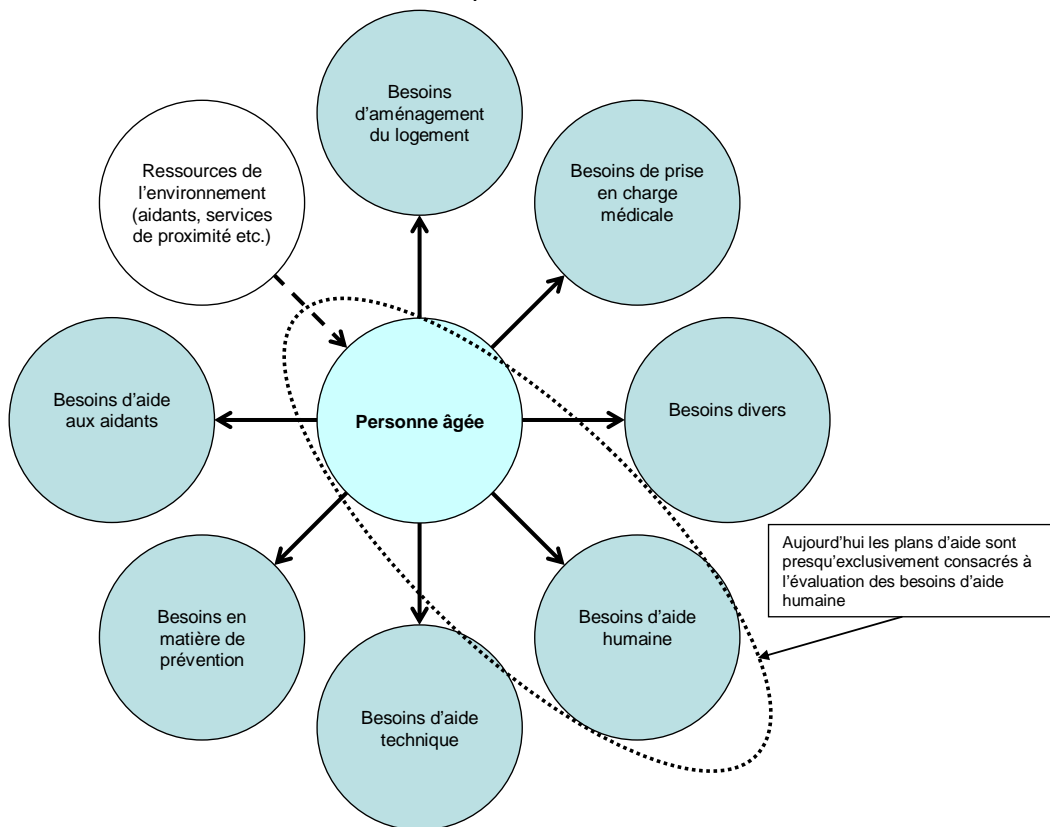 Besoins
d'aménagement
du logement
Ressources de
l'environnement
(aidants, services
de proximité etc.)
Besoins de prise
en charge
médicale
Besoins d'aide
aux aidants
Personne âgée
Besoins divers
Aujourd'hui les plans d'aide sont
presqu'exclusivement consacrés à
l'évaluation des besoins d'aide
humaine
Besoins en
matière de
prévention
Besoins d'aide
humaine
Besoins d'aide
technique